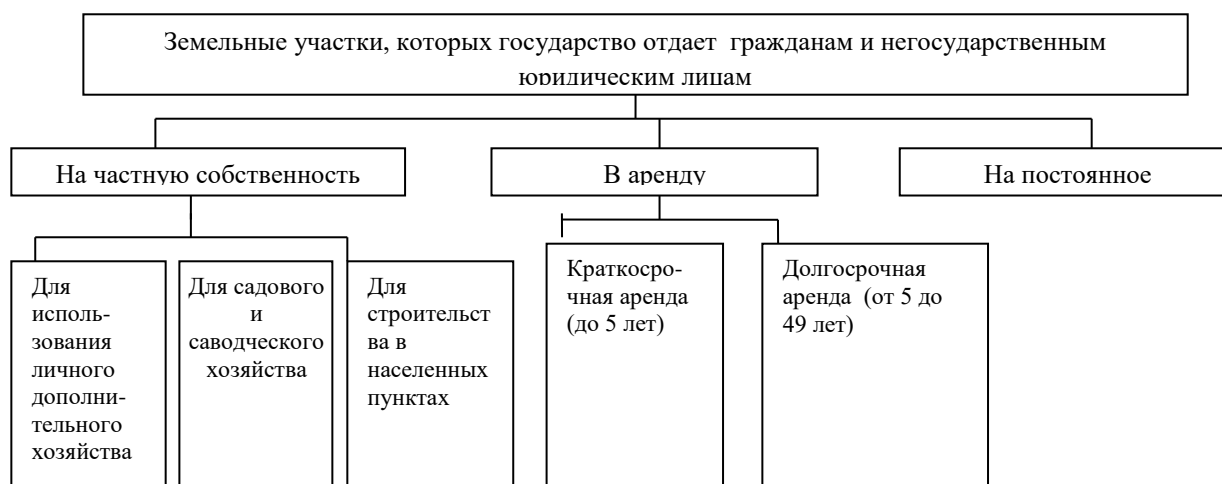 Земельные участки, которых государство отдает гражданам и негосударственным
юридическим лицам
На частную собственность
В аренду
На постоянное
Для
исполь-
зования
личного
дополни-
тельного
хозяйства
Для садового
и
саводческого
хозяйства
Для
строительст
ва в
населенных
пунктах
Краткосро-
чная аренда
(до 5 лет)
Долгосрочная
аренда (от 5 до
49 лет)